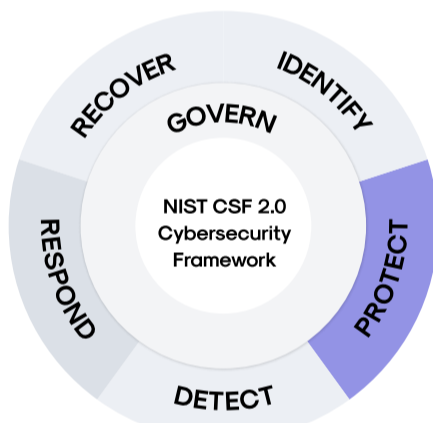 RECOVER
IDENTIFY
GOVERN
NIST CSF 2.0
Cybersecurity
Framework
RESPOND
PROTECT
DETECT